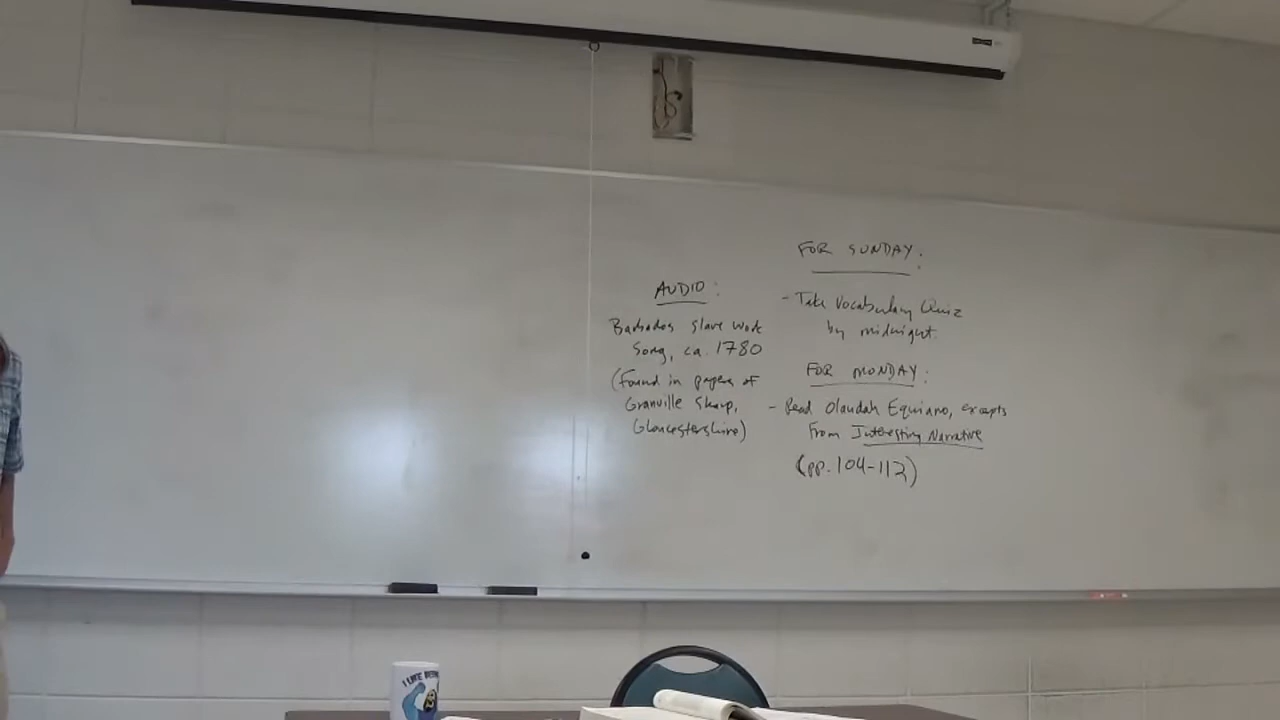 AUDIO:
Barbados slave work
Song, ca. 1780
(Found in papers of
Granville Sharp,
Gloucestershire)
FOR SUNDAY:
- Take Vocabulary Quiz
by midnight.
FOR MONDAY:
- Read Olaudah Equiano, excerpts
From Interesting Narrative
(pp. 104-112)
I LIKE